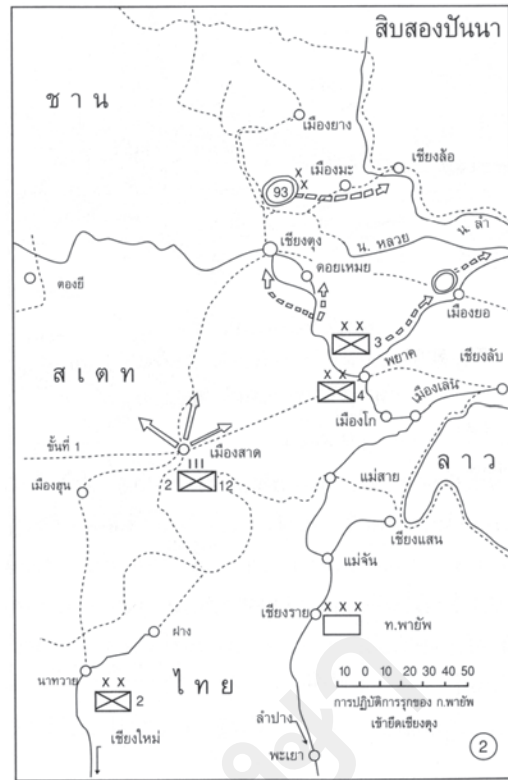 สิบสองปันนา
ชาน
เมืองยาง
เมืองมะ
เชียงล้อ
X
X
93
น. ลำ
น. หลวย
เชียงตุง
ดอยเหมย
ตองยี
เมืองยอ
X X
3
พยาค
เชียงลับ
สเตท
X X
4
เมืองเลน
เมืองโก
ขั้นที่ 1
เมืองสาด
ลาว
III
2 12
เมืองฮุน
แม่สาย
เชียงแสน
แม่จัน
เชียงราย
X X X
ท.พายัพ
ฝาง
นาทวาย
ไทย
10 0 10 20 30 40 50
X X
2
การปฏิบัติการรุกของ ก.พายัพ
เข้ายึดเชียงตุง
ลำปาง
เชียงใหม่
พะเยา
2